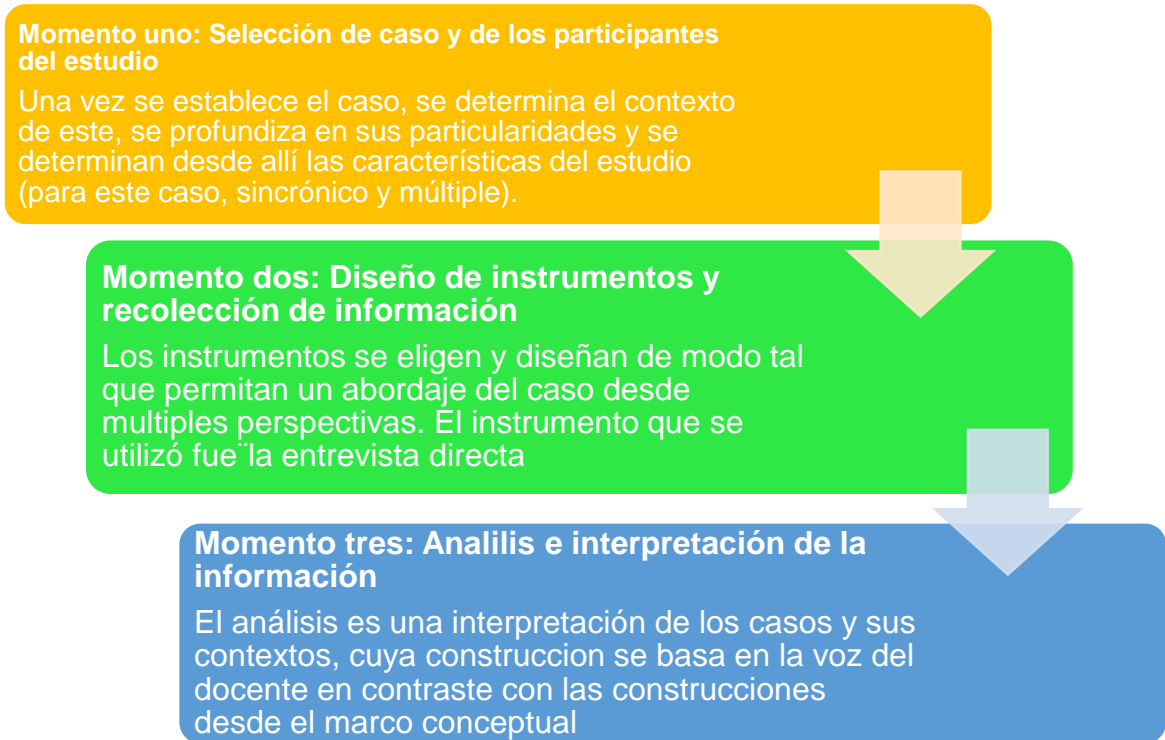 Momento uno: Selección de caso y de los participantes
del estudio
Una vez se establece el caso, se determina el contexto
de este, se profundiza en sus particularidades y se
determinan desde allí las características del estudio
(para este caso, sincrónico y múltiple).
Momento dos: Diseño de instrumentos y
recolección de información
Los instrumentos se eligen y diseñan de modo tal
que permitan un abordaje del caso desde
multiples perspectivas. El instrumento que se
utilizó fue¨la entrevista directa
Momento tres: Analilis e interpretación de la
información
El análisis es una interpretación de los casos y sus
contextos, cuya construccion se basa en la voz del
docente en contraste con las construcciones
desde el marco conceptual